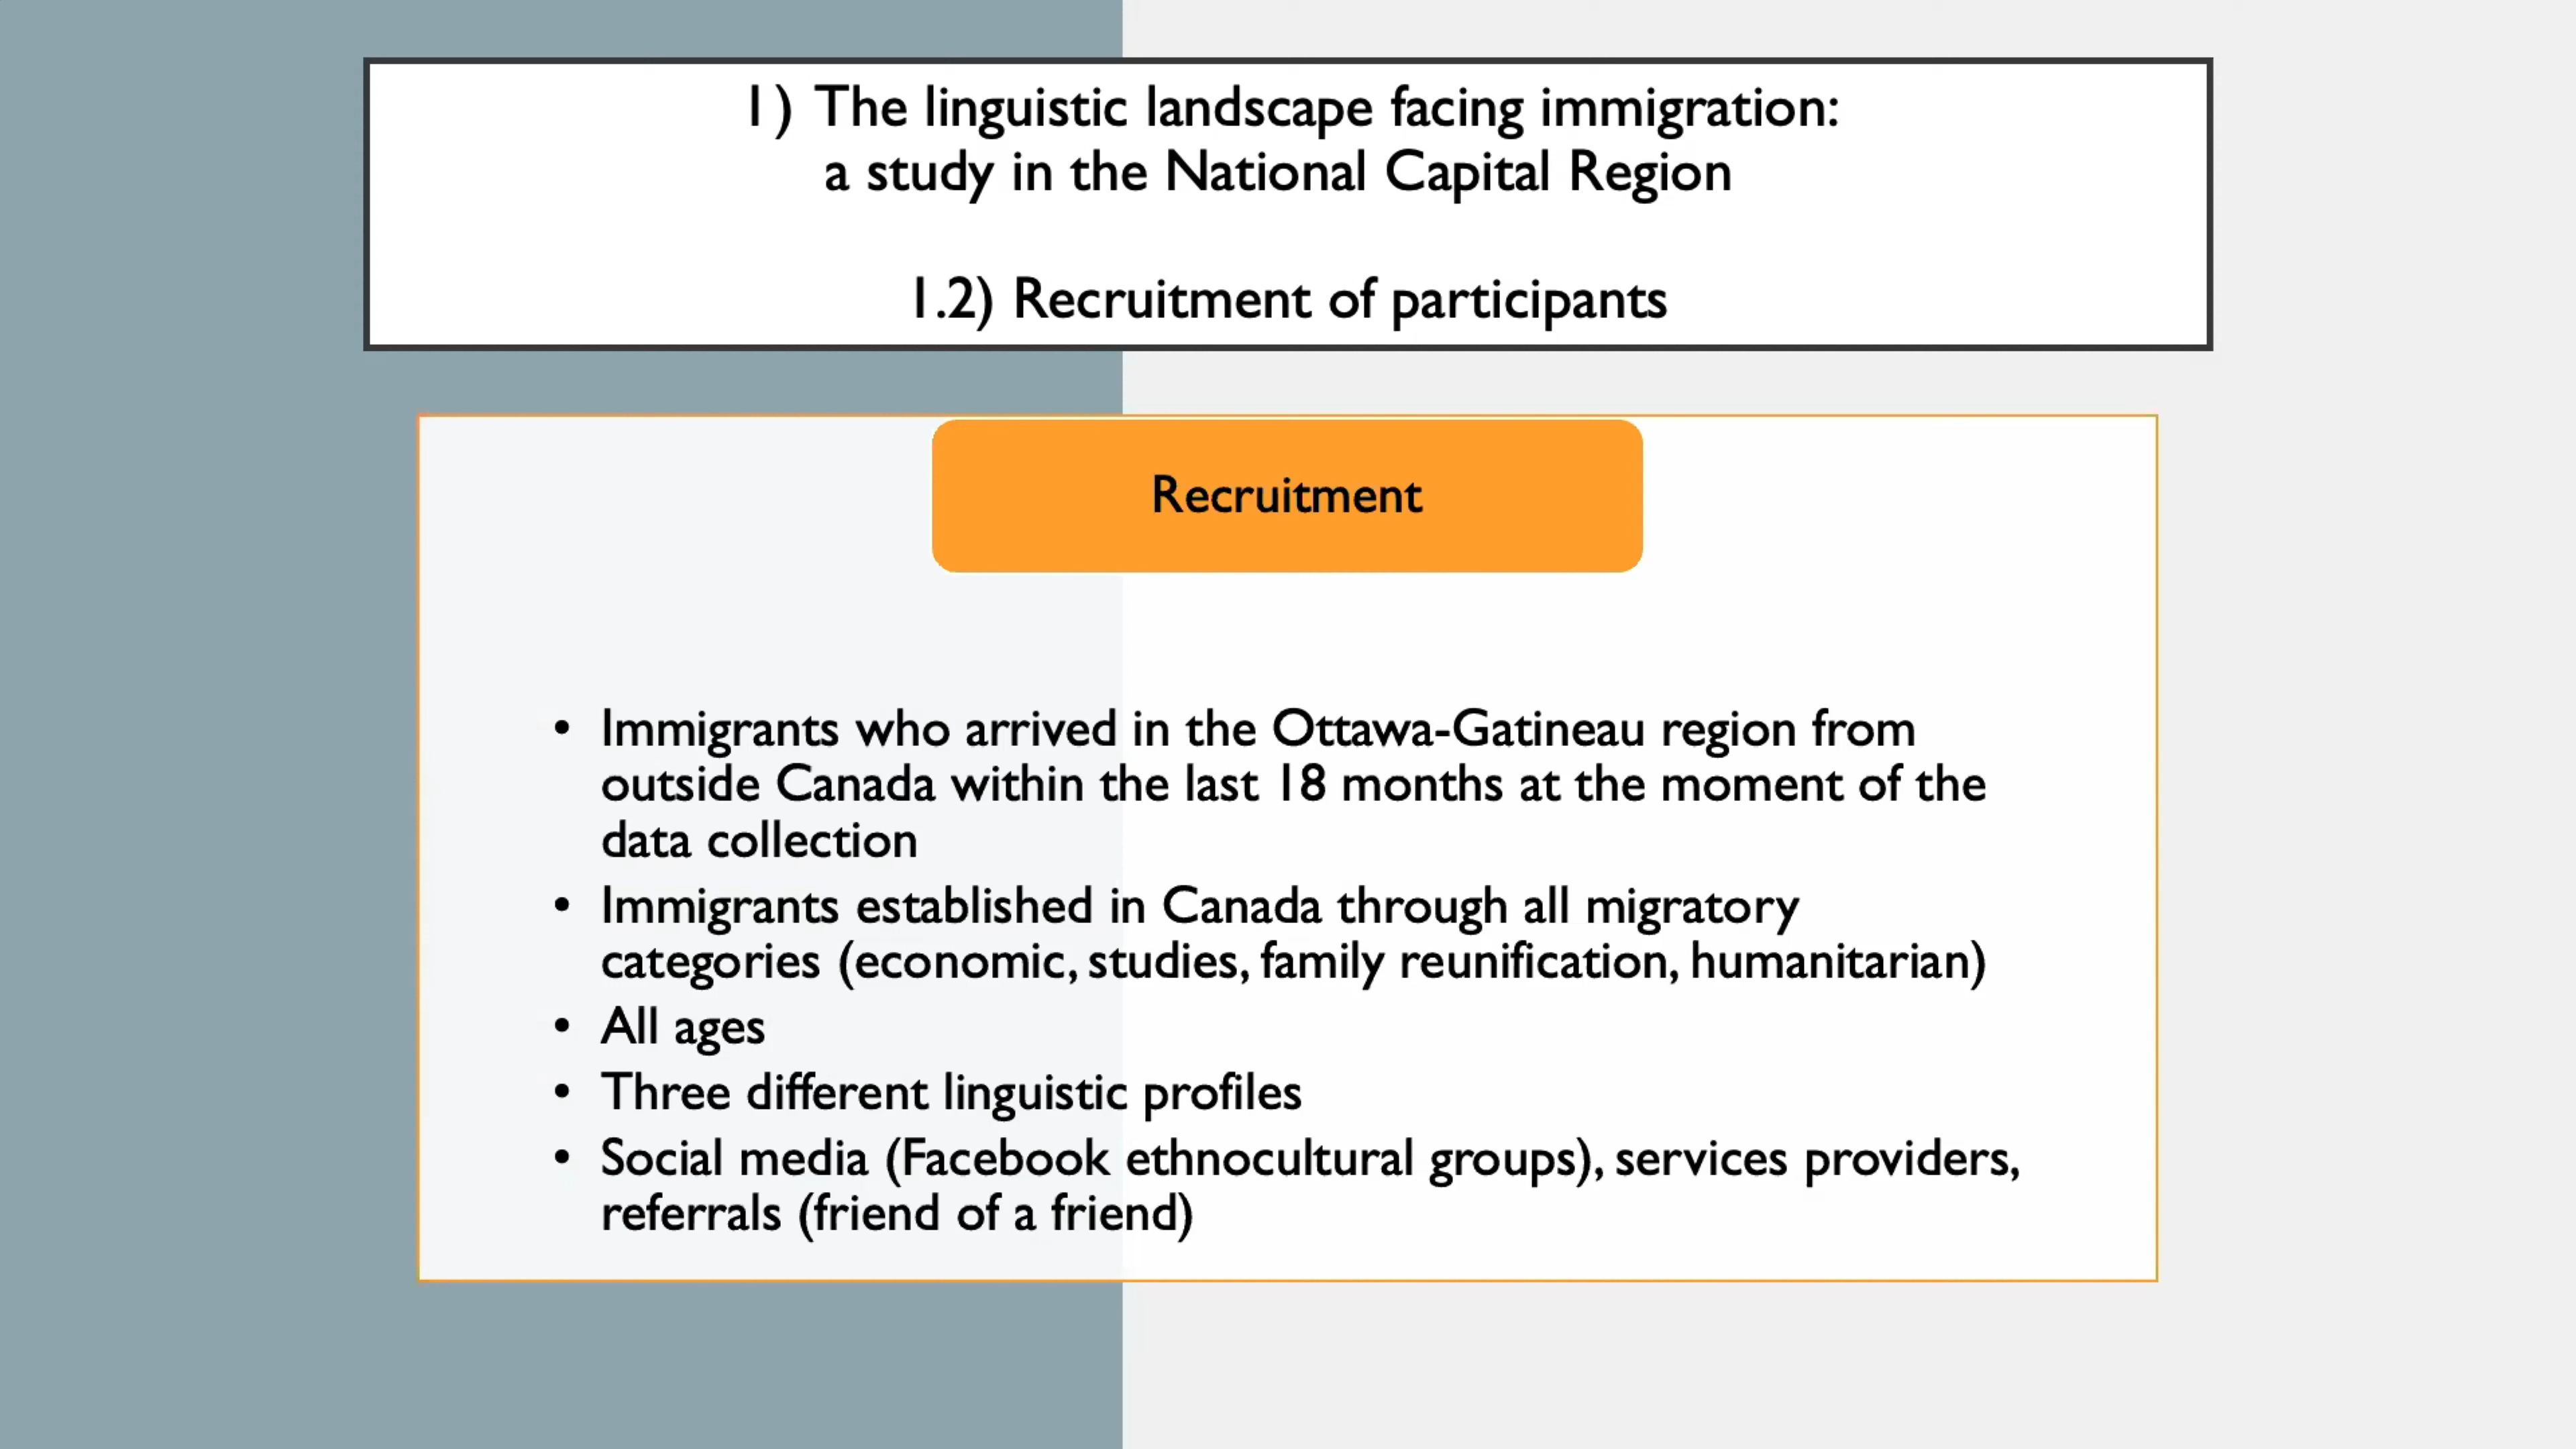 1) The linguistic landscape facing immigration:
a study in the National Capital Region
1.2) Recruitment of participants
Recruitment
• Immigrants who arrived in the Ottawa-Gatineau region from
outside Canada within the last 18 months at the moment of the
data collection
• Immigrants established in Canada through all migratory
categories (economic, studies, family reunification, humanitarian)
• All ages
• Three different linguistic profiles
• Social media (Facebook ethnocultural groups), services providers,
referrals (friend of a friend)